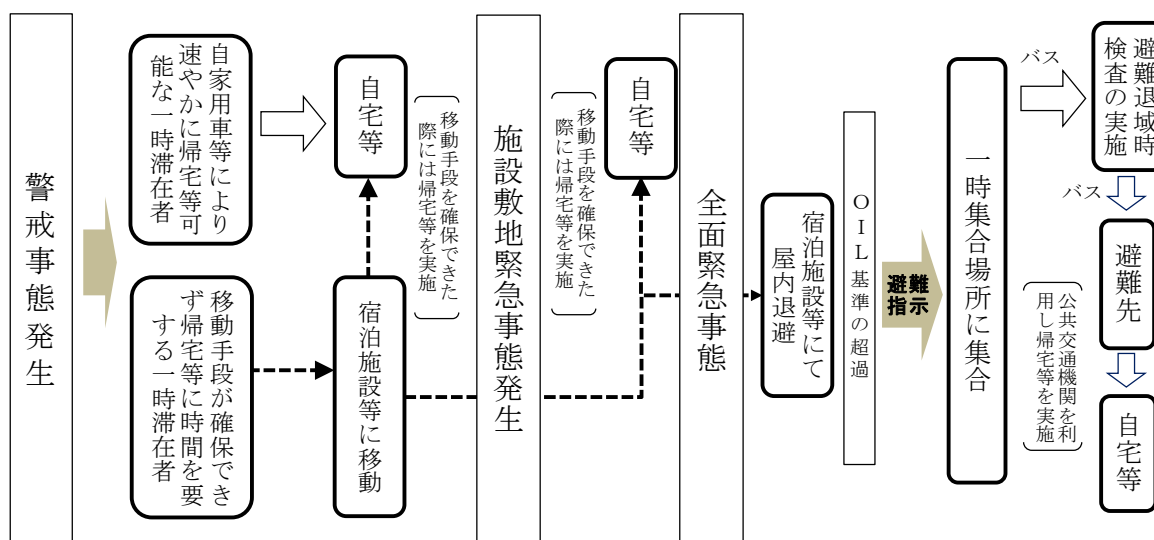 警戒事態発生
自家用車等により
速やかに帰宅等可
能な一時滞在者
移動手段が確保でき
ず帰宅等に時間を要
する一時滞在者
自宅等
宿泊施設等に移動
移動手段を確保できた
際には帰宅等を実施
施設敷地緊急事態発生
移動手段を確保できた
際には帰宅等を実施
自宅等
全面緊急事態
宿泊施設等にて
屋内退避
OIL基準の超過
避難
指示
一時集合場所に集合
バス
避難退域時
検査の実施
バス
避難先
公共交通機関を利
用し帰宅等を実施
自宅等